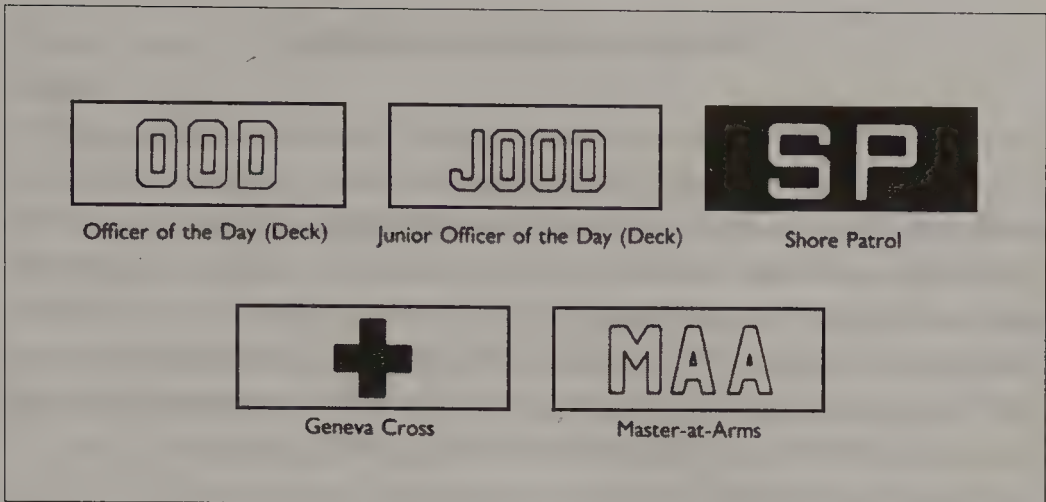 OOD JOOD SP
Officer of the Day (Deck) Junior Officer of the Day (Deck) Shore Patrol
MAA
Geneva Cross Master-at-Arms